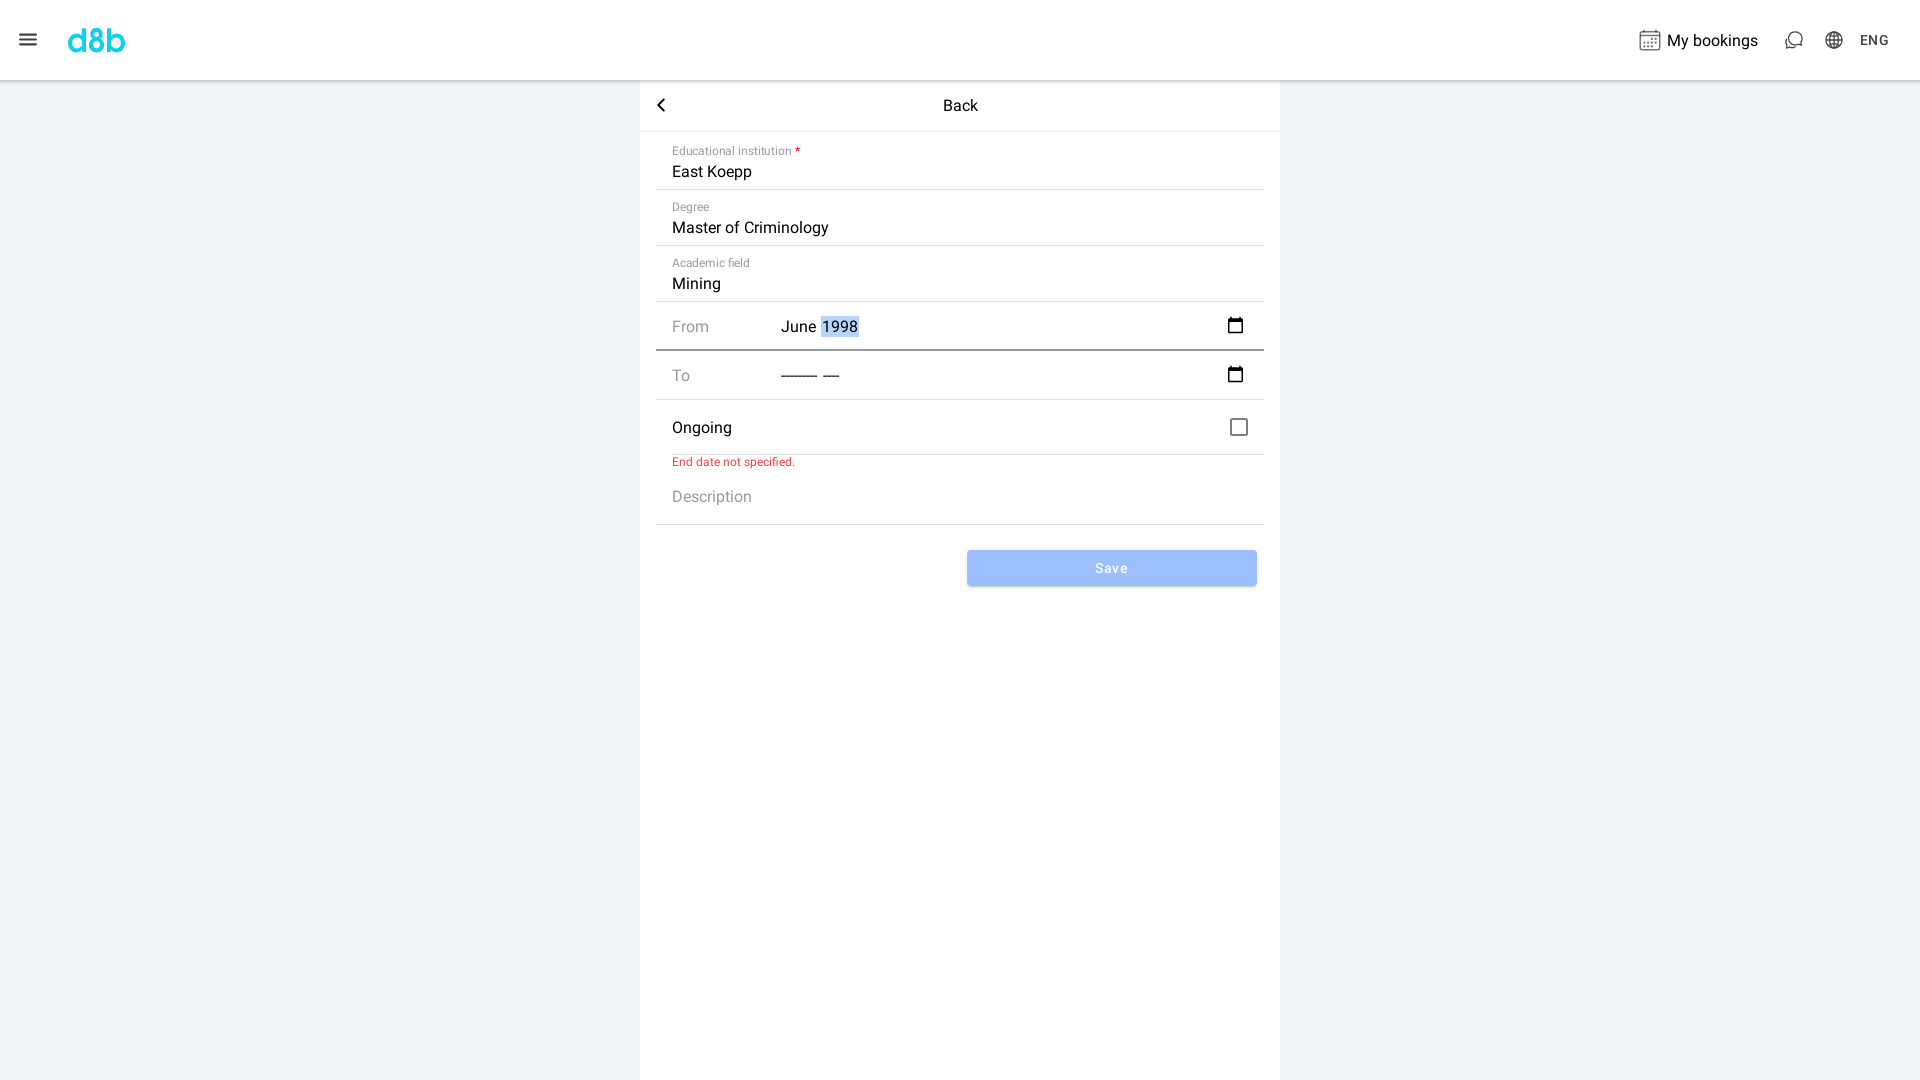 d8b
My bookings
ENG
Back
Educational institution *
East Koepp
Degree
Master of Criminology
Academic field
Mining
From June 1998
To --------- ----
Ongoing
End date not specified.
Description
Save